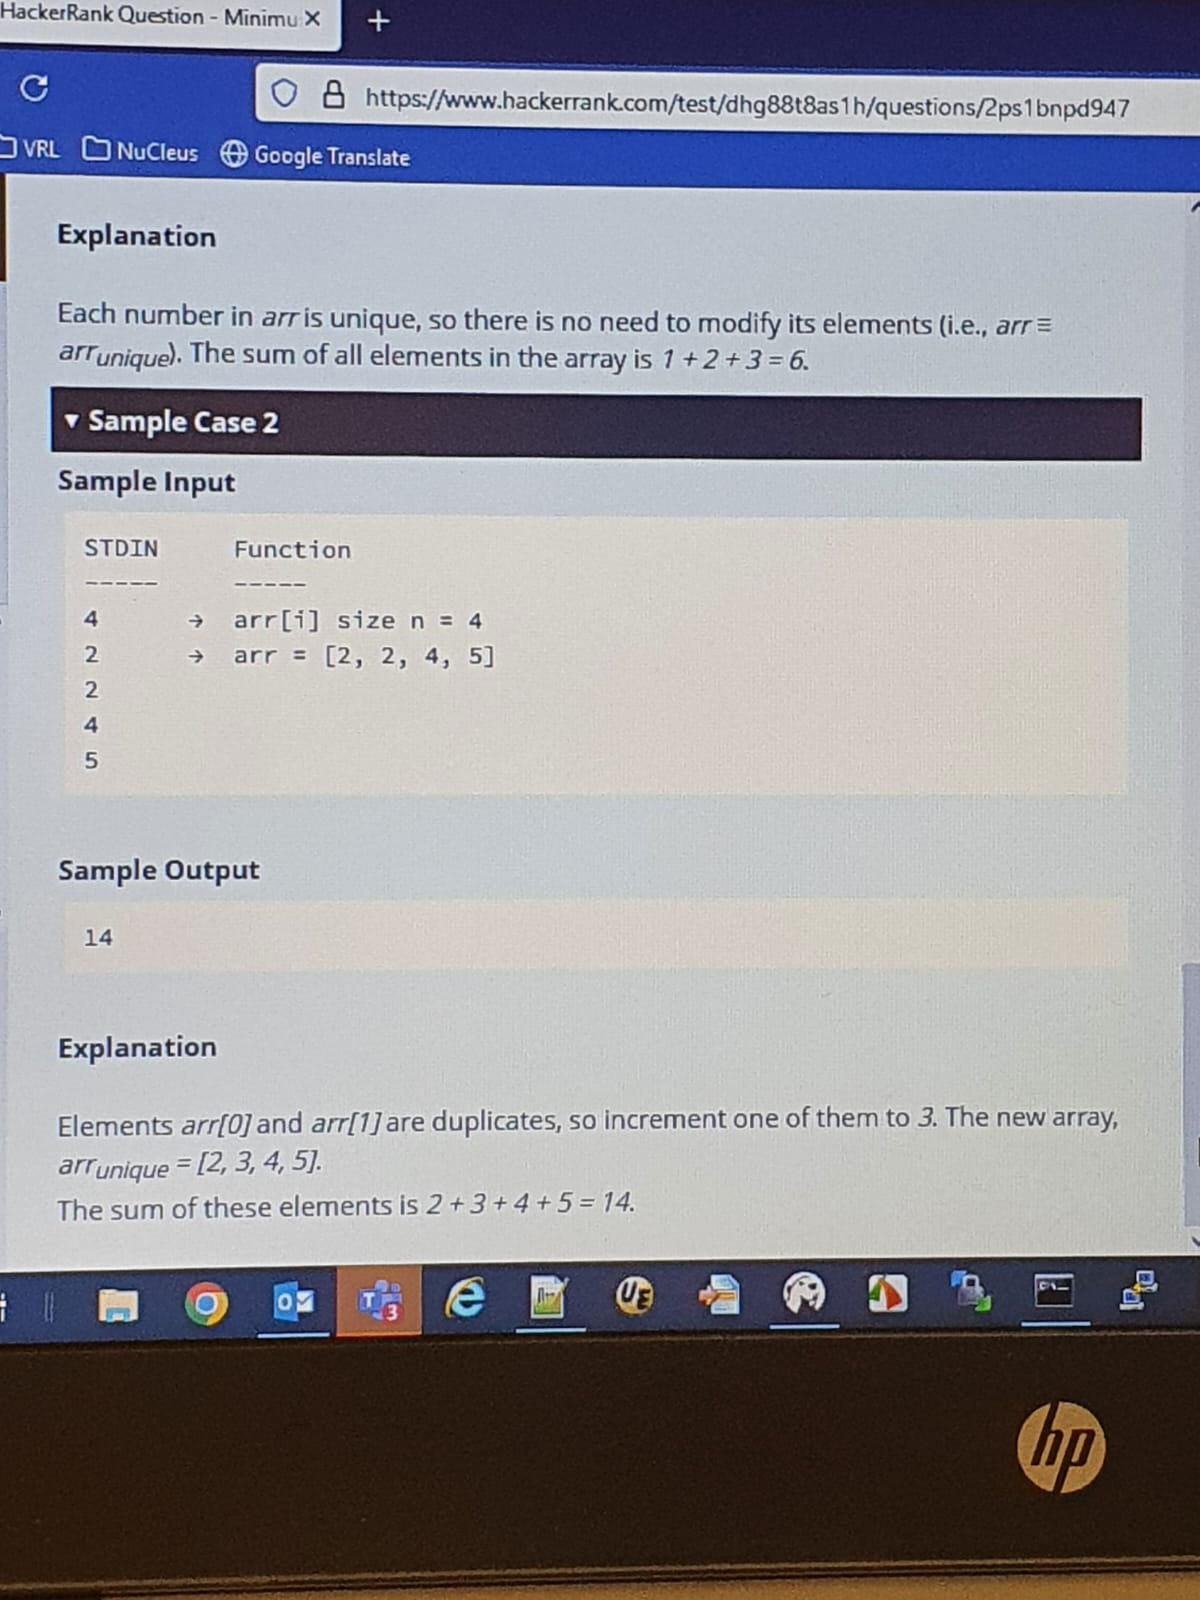 HackerRank Question - Minimu X
+
https://www.hackerrank.com/test/dhg88t8as1h/questions/2ps1bnpd947
VRL NuCleus Google Translate
Explanation
Each number in arr is unique, so there is no need to modify its elements (i.e., arr ≡
arrunique). The sum of all elements in the array is 1 + 2 + 3 = 6.
▼ Sample Case 2
Sample Input
STDIN Function
----- -----
4 → arr[i] size n = 4
2 → arr = [2, 2, 4, 5]
2
4
5
Sample Output
14
Explanation
Elements arr[0] and arr[1] are duplicates, so increment one of them to 3. The new array,
arrunique = [2, 3, 4, 5].
The sum of these elements is 2 + 3 + 4 + 5 = 14.
T 3 UE
hp